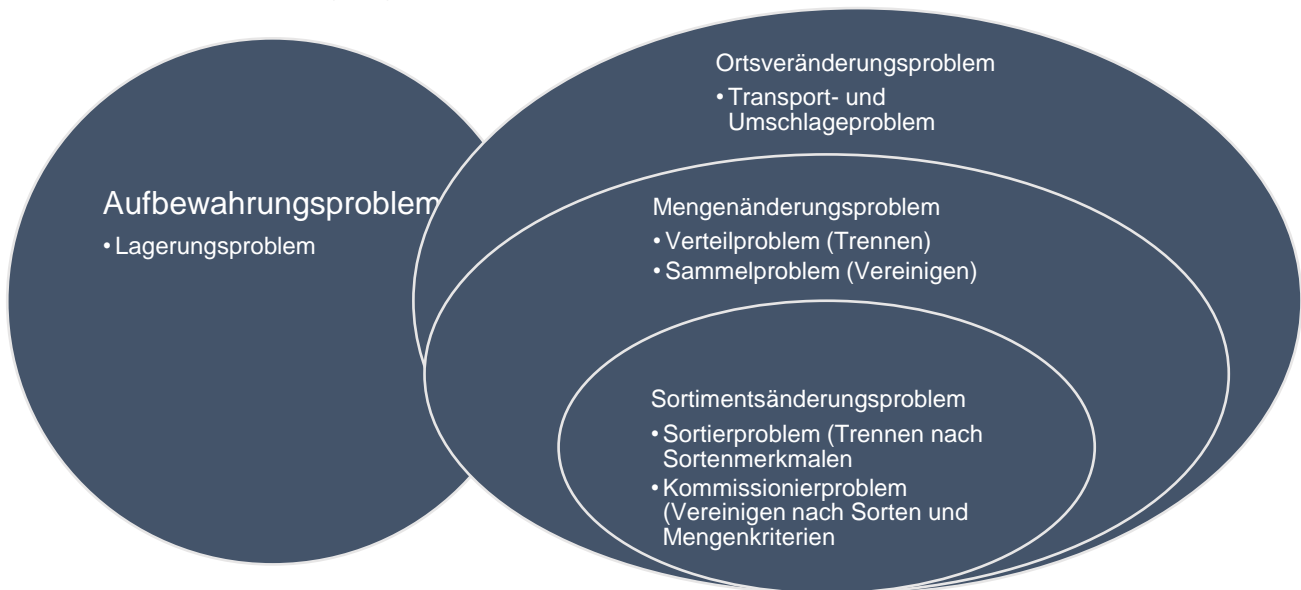 Aufbewahrungsproblem
• Lagerungsproblem
Ortsveränderungsproblem
• Transport- und
Umschlageproblem
Mengenänderungsproblem
• Verteilproblem (Trennen)
• Sammelproblem (Vereinigen)
Sortimentsänderungsproblem
• Sortierproblem (Trennen nach
Sortenmerkmalen
• Kommissionierproblem
(Vereinigen nach Sorten und
Mengenkriterien